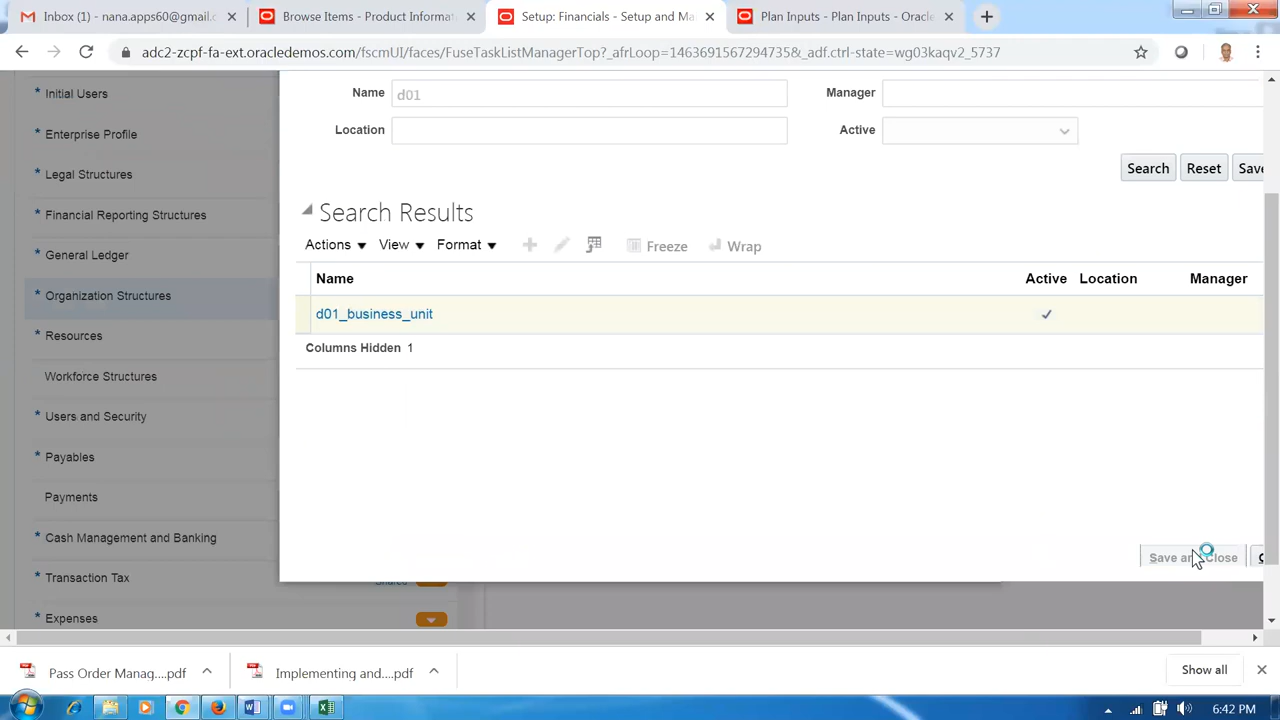 Inbox (1) - nana.apps60@gmail.c
Browse Items - Product Informat
Setup: Financials - Setup and Ma
Plan Inputs - Plan Inputs - Oracl
adc2-zcpf-fa-ext.oracledemos.com/fscmUI/faces/FuseTaskListManagerTop?_afrLoop=14636915672947​35&_adf.ctrl-state=wg03kaqv2_5737
* Initial Users
* Enterprise Profile
* Legal Structures
* Financial Reporting Structures
* General Ledger
* Organization Structures
* Resources
Workforce Structures
* Users and Security
* Payables
Payments
* Cash Management and Banking
* Transaction Tax
* Expenses
Name d01 Manager
Location Active
Search Reset Save
Search Results
Actions View Format Freeze Wrap
Name Active Location Manager
d01_business_unit
Columns Hidden 1
Save and Close
Shared
Pass Order Manag....pdf
Implementing and....pdf
Show all
6:42 PM